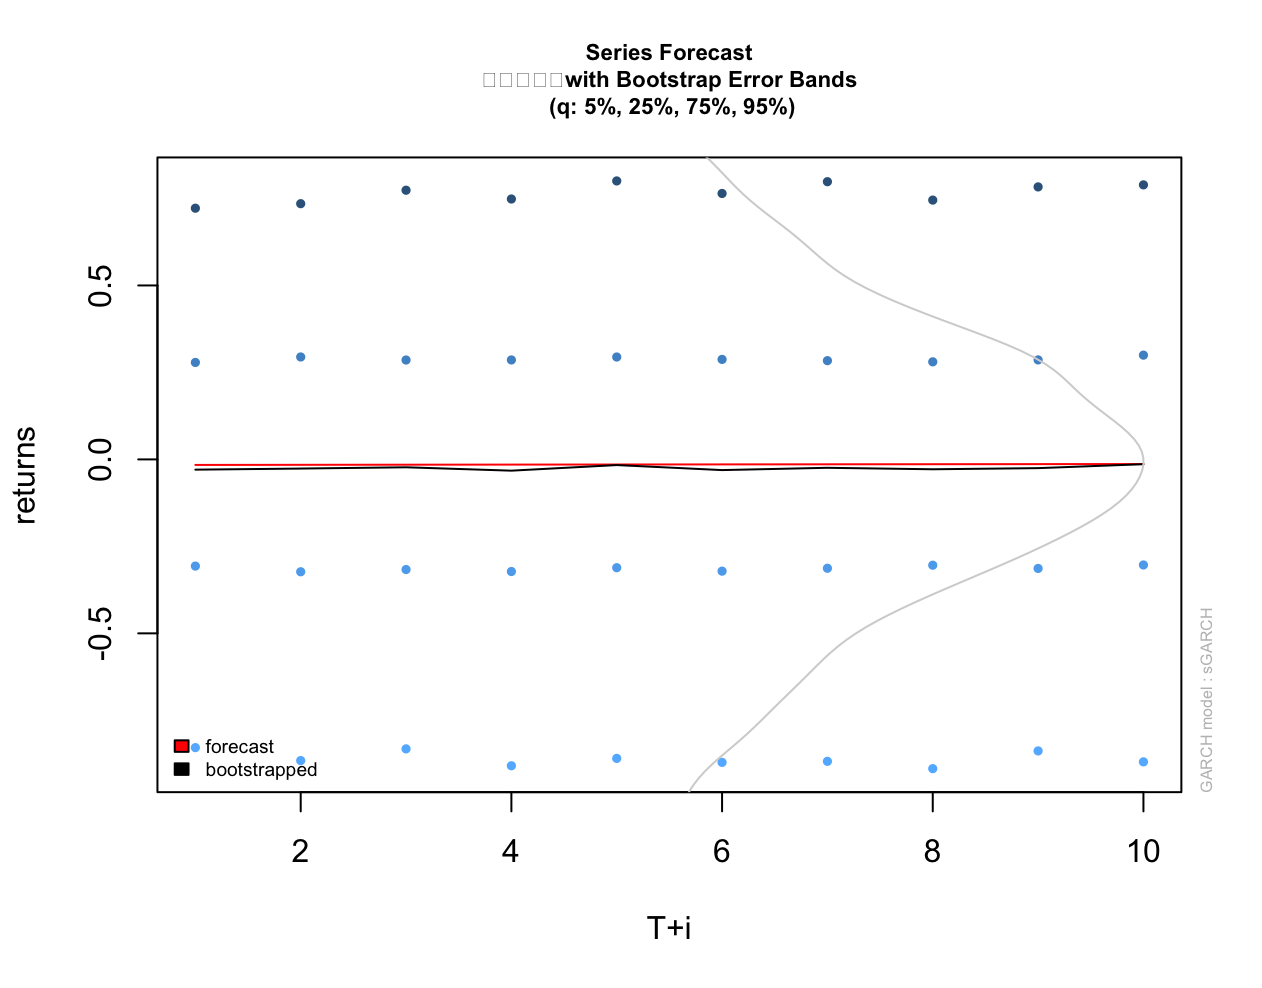 Series Forecast
with Bootstrap Error Bands
(q: 5%, 25%, 75%, 95%)
returns
0.5
0.0
-0.5
forecast
bootstrapped
2
4
6
8
10
T+i
GARCH model : sGARCH